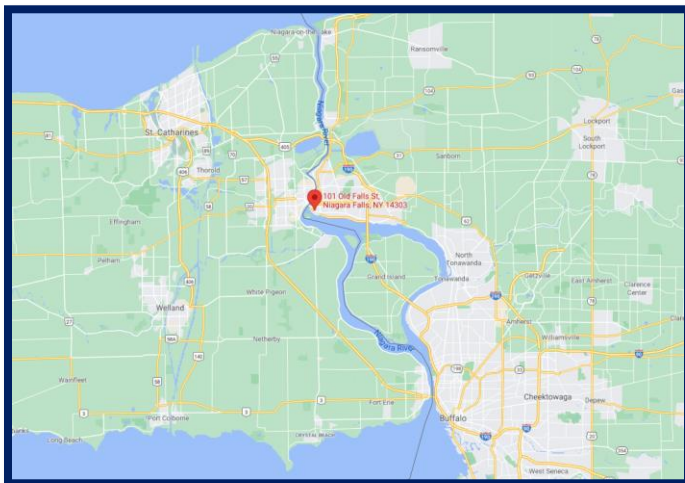 Niagara-on-the-Lake
Ransomville
Niagara River
St. Catharines
Lockport
South
Lockport
Sanborn
Thorold
101 Old Falls St,
Niagara Falls, NY 14303
Effingham
Pelham
North
Tonawanda
Grand Island
Tonawanda
Getzville
East Amherst
Clarence
Center
White Pigeon
Welland
Amherst
Williamsville
Netherby
Niagara River
Wainfleet
Cheektowaga
Depew
Fort Erie
Port Colborne
Buffalo
Long Beach
CRYSTAL BEACH
West Seneca